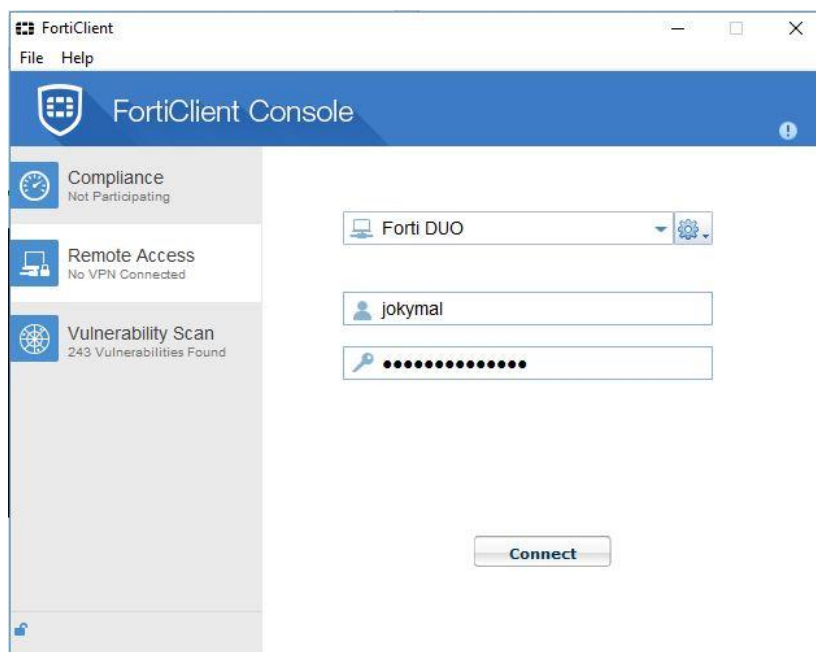 FortiClient
File Help
FortiClient Console
Compliance
Not Participating
Remote Access
No VPN Connected
Vulnerability Scan
243 Vulnerabilities Found
Forti DUO
jokymal
••••••••••••••
Connect